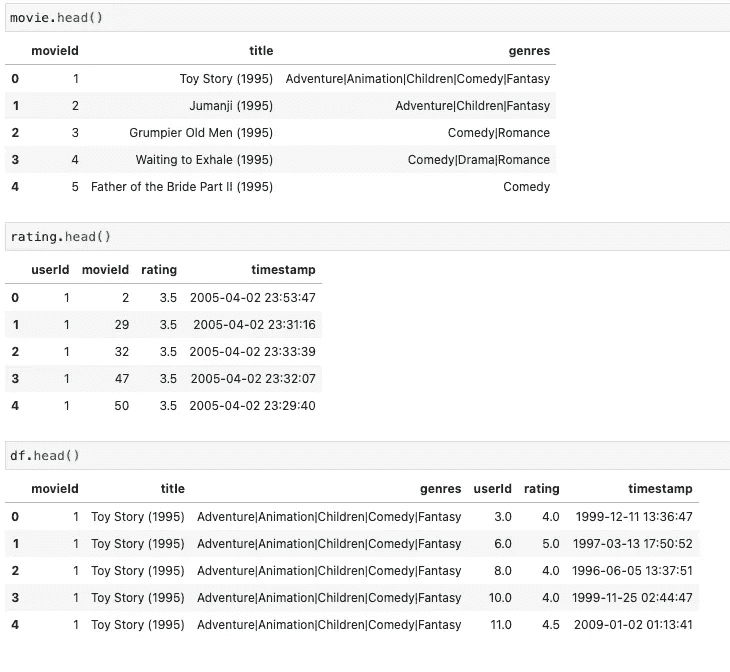 movie.head()
movieId title genres
0 1 Toy Story (1995) Adventure|Animation|Children|Comedy|Fantasy
1 2 Jumanji (1995) Adventure|Children|Fantasy
2 3 Grumpier Old Men (1995) Comedy|Romance
3 4 Waiting to Exhale (1995) Comedy|Drama|Romance
4 5 Father of the Bride Part II (1995) Comedy
rating.head()
userId movieId rating timestamp
0 1 2 3.5 2005-04-02 23:53:47
1 1 29 3.5 2005-04-02 23:31:16
2 1 32 3.5 2005-04-02 23:33:39
3 1 47 3.5 2005-04-02 23:32:07
4 1 50 3.5 2005-04-02 23:29:40
df.head()
movieId title genres userId rating timestamp
0 1 Toy Story (1995) Adventure|Animation|Children|Comedy|Fantasy 3.0 4.0 1999-12-11 13:36:47
1 1 Toy Story (1995) Adventure|Animation|Children|Comedy|Fantasy 6.0 5.0 1997-03-13 17:50:52
2 1 Toy Story (1995) Adventure|Animation|Children|Comedy|Fantasy 8.0 4.0 1996-06-05 13:37:51
3 1 Toy Story (1995) Adventure|Animation|Children|Comedy|Fantasy 10.0 4.0 1999-11-25 02:44:47
4 1 Toy Story (1995) Adventure|Animation|Children|Comedy|Fantasy 11.0 4.5 2009-01-02 01:13:41